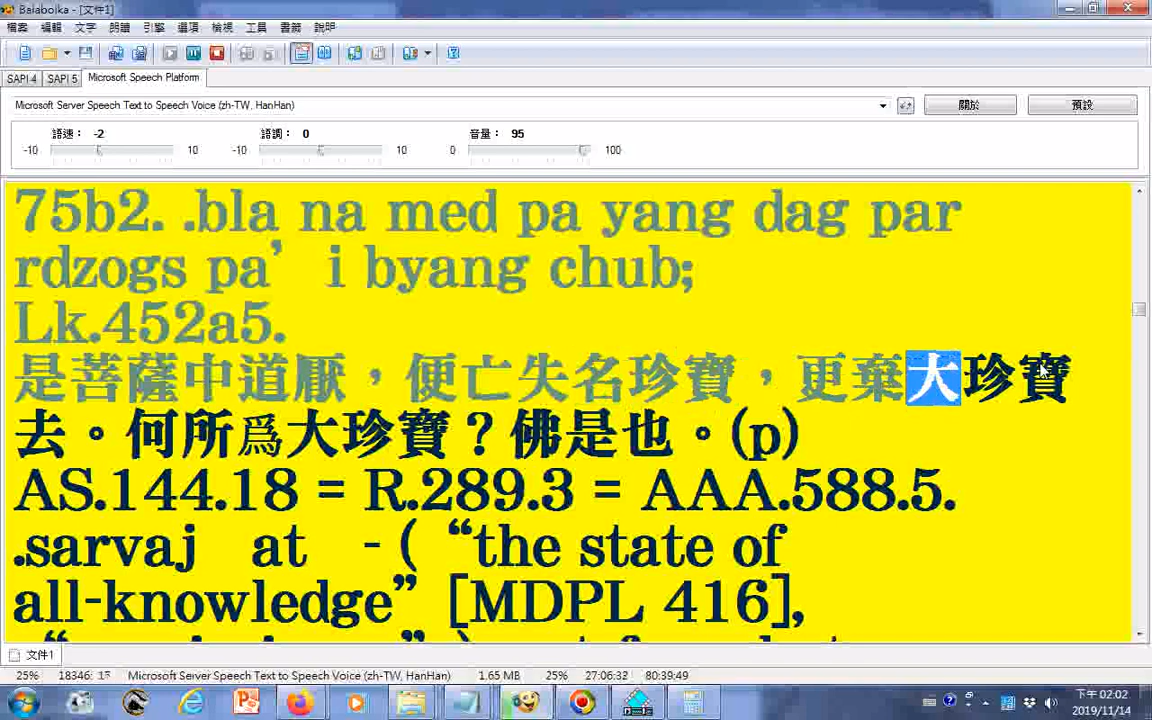 Balabolka - [文件1]
檔案 編輯 文字 朗讀 引擎 選項 檢視 工具 書籤 說明
SAPI 4 SAPI 5 Microsoft Speech Platform
Microsoft Server Speech Text to Speech Voice (zh-TW, HanHan) 關於 預設
語速： -2 語調： 0 音量： 95
-10 10 -10 10 0 100
75b2. .bla na med pa yang dag par
rdzogs pa’ i byang chub;
Lk.452a5.
是菩薩中道厭，便亡失名珍寶，更棄大珍寶
去。何所爲大珍寶？佛是也。(p)
AS.144.18 = R.289.3 = AAA.588.5.
.sarvaj at - ( “the state of
all-knowledge” [MDPL 416],
文件1
25% 18346: 15 Microsoft Server Speech Text to Speech Voice (zh-TW, HanHan) 1.65 MB 25% 27:06:32 80:39:49
下午 02:02
2019/11/14